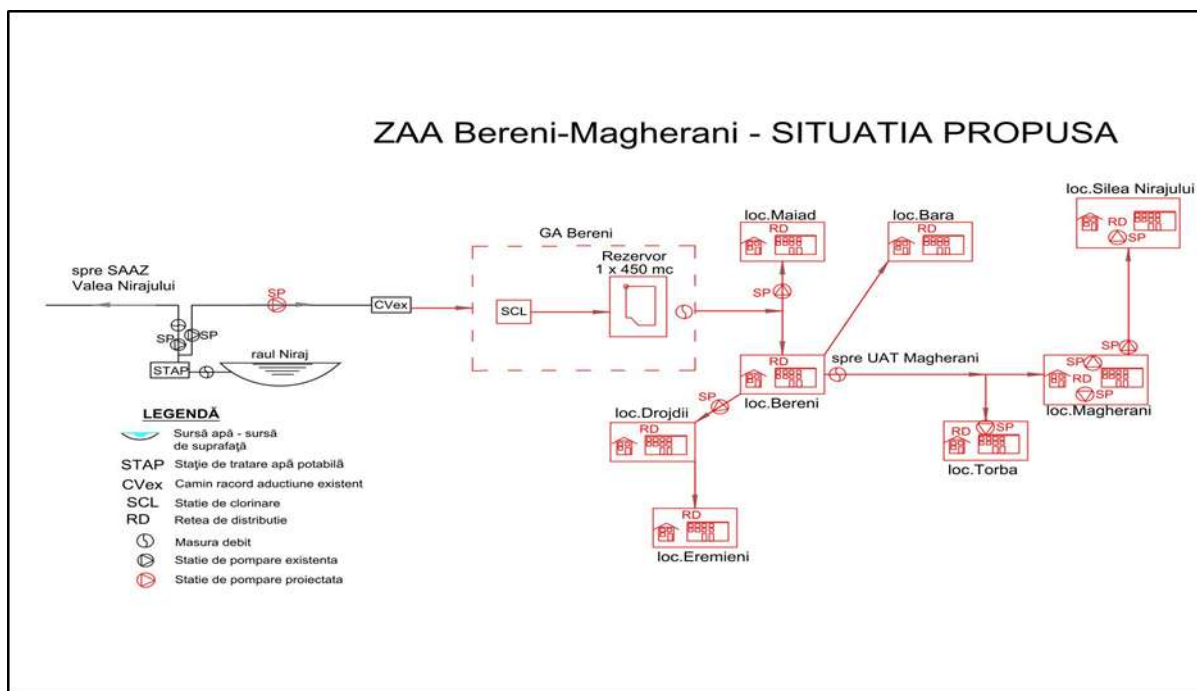 ZAA Bereni-Magherani - SITUATIA PROPUSA
loc.Silea Nirajului
RD
SP
loc.Maiad
RD
loc.Bara
RD
GA Bereni
Rezervor
1 x 450 mc
SCL
spre SAAZ
Valea Nirajului
SP
CVex
SP
SP
SP
STAP
raul Niraj
RD
loc.Bereni
spre UAT Magherani
SP
SP
RD
SP
loc.Magherani
SP
loc.Torba
SP
loc.Drojdii
RD
RD
loc.Eremieni
LEGENDĂ
Sursă apă - sursă
de suprafaţă
STAP Staţie de tratare apă potabilă
CVex Camin racord aductiune existent
SCL Statie de clorinare
RD Retea de distributie
Masura debit
Statie de pompare existenta
Statie de pompare proiectata